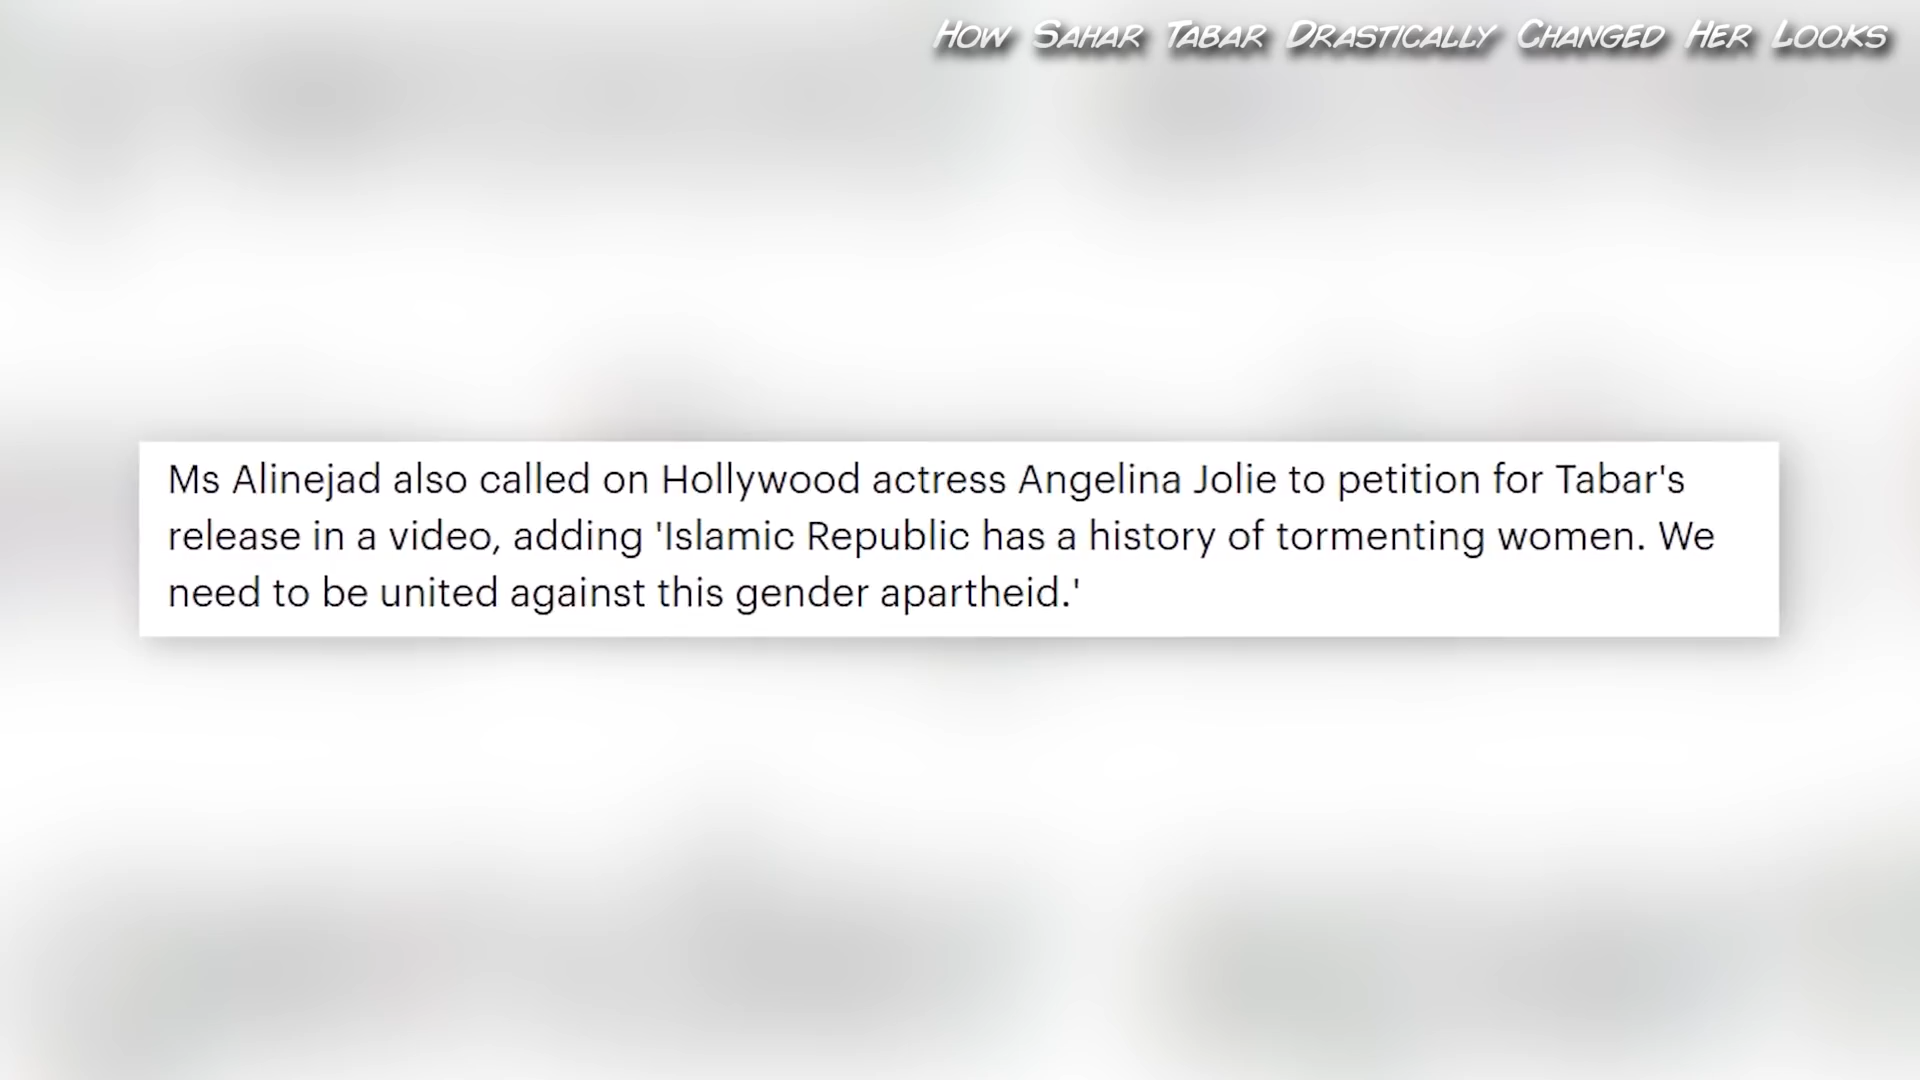 How Sahar Tabar Drastically Changed Her Looks
Ms Alinejad also called on Hollywood actress Angelina Jolie to petition for Tabar's
release in a video, adding 'Islamic Republic has a history of tormenting women. We
need to be united against this gender apartheid.'